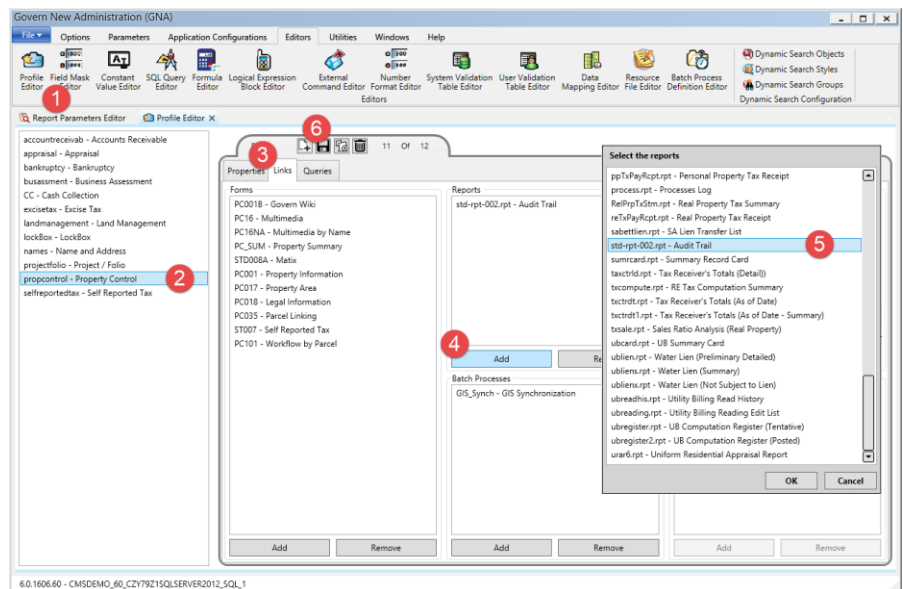 Govern New Administration (GNA)
File Options Parameters Application Configurations Editors Utilities Windows Help
Profile Editor
Field Mask Editor
Constant Value Editor
SQL Query Editor
Formula Editor
Logical Expression Block Editor
External Command Editor
Number Format Editor
System Validation Table Editor
User Validation Table Editor
Data Mapping Editor
Resource File Editor
Batch Process Definition Editor
Dynamic Search Objects
Dynamic Search Styles
Dynamic Search Groups
Editors
Dynamic Search Configuration
1
Report Parameters Editor Profile Editor X
accountreceivab - Accounts Receivable
appraisal - Appraisal
bankruptcy - Bankruptcy
busassment - Business Assessment
CC - Cash Collection
excisetax - Excise Tax
landmanagement - Land Management
lockBox - LockBox
names - Name and Address
projectfolio - Project / Folio
propcontrol - Property Control
selfreportedtax - Self Reported Tax
2
6
11 Of 12
3
Properties Links Queries
Forms
PC001B - Govern Wiki
PC16 - Multimedia
PC16NA - Multimedia by Name
PC_SUM - Property Summary
STD008A - Matix
PC001 - Property Information
PC017 - Property Area
PC018 - Legal Information
PC035 - Parcel Linking
ST007 - Self Reported Tax
PC101 - Workflow by Parcel
Add Remove
Reports
std-rpt-002.rpt - Audit Trail
4
Add Re
Batch Processes
GIS_Synch - GIS Synchronization
Add Remove
Add Remove
Select the reports
ppTxPayRcpt.rpt - Personal Property Tax Receipt
process.rpt - Processes Log
RelPrpTxStm.rpt - Real Property Tax Summary
reTxPayRcpt.rpt - Real Property Tax Receipt
sabettlien.rpt - SA Lien Transfer List
std-rpt-002.rpt - Audit Trail
5
sumrcard.rpt - Summary Record Card
taxctrld.rpt - Tax Receiver's Totals (Detail))
txcompute.rpt - RE Tax Computation Summary
txctrdt.rpt - Tax Receiver's Totals (As of Date)
txctrdt1.rpt - Tax Receiver's Totals (As of Date - Summary)
txsale.rpt - Sales Ratio Analysis (Real Property)
ubcard.rpt - UB Summary Card
ublien.rpt - Water Lien (Preliminary Detailed)
ubliens.rpt - Water Lien (Summary)
ublienx.rpt - Water Lien (Not Subject to Lien)
ubreadhis.rpt - Utility Billing Read History
ubreading.rpt - Utility Billing Reading Edit List
ubregister.rpt - UB Computation Register (Tentative)
ubregister2.rpt - UB Computation Register (Posted)
urar6.rpt - Uniform Residential Appraisal Report
OK Cancel
6.0.1606.60 - CMSDEMO_60_CZY79Z1SQLSERVER2012_SQL_1